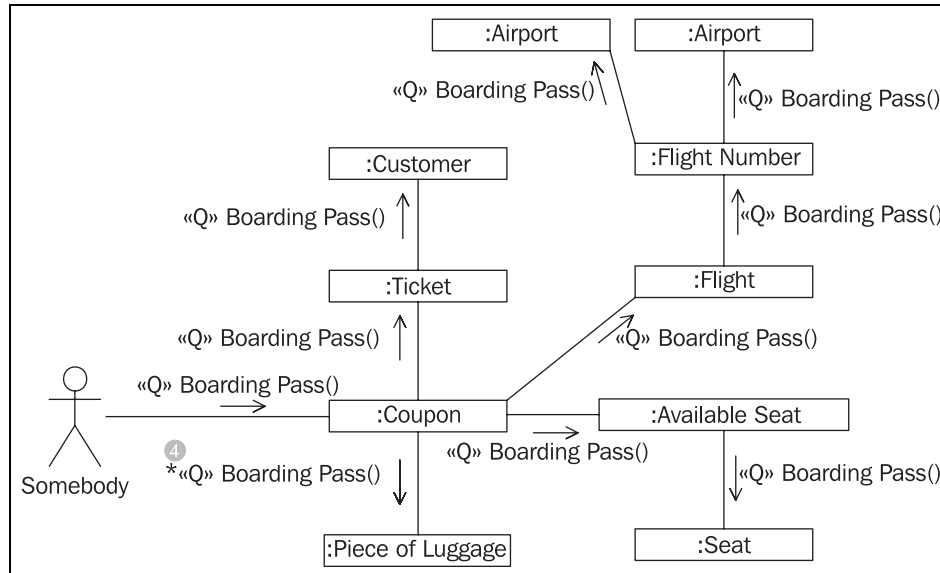 :Airport
:Airport
«Q» Boarding Pass()
«Q» Boarding Pass()
:Customer
:Flight Number
«Q» Boarding Pass()
«Q» Boarding Pass()
:Ticket
:Flight
«Q» Boarding Pass()
«Q» Boarding Pass()
«Q» Boarding Pass()
:Coupon
:Available Seat
«Q» Boarding Pass()
4
*«Q» Boarding Pass()
«Q» Boarding Pass()
Somebody
:Piece of Luggage
:Seat